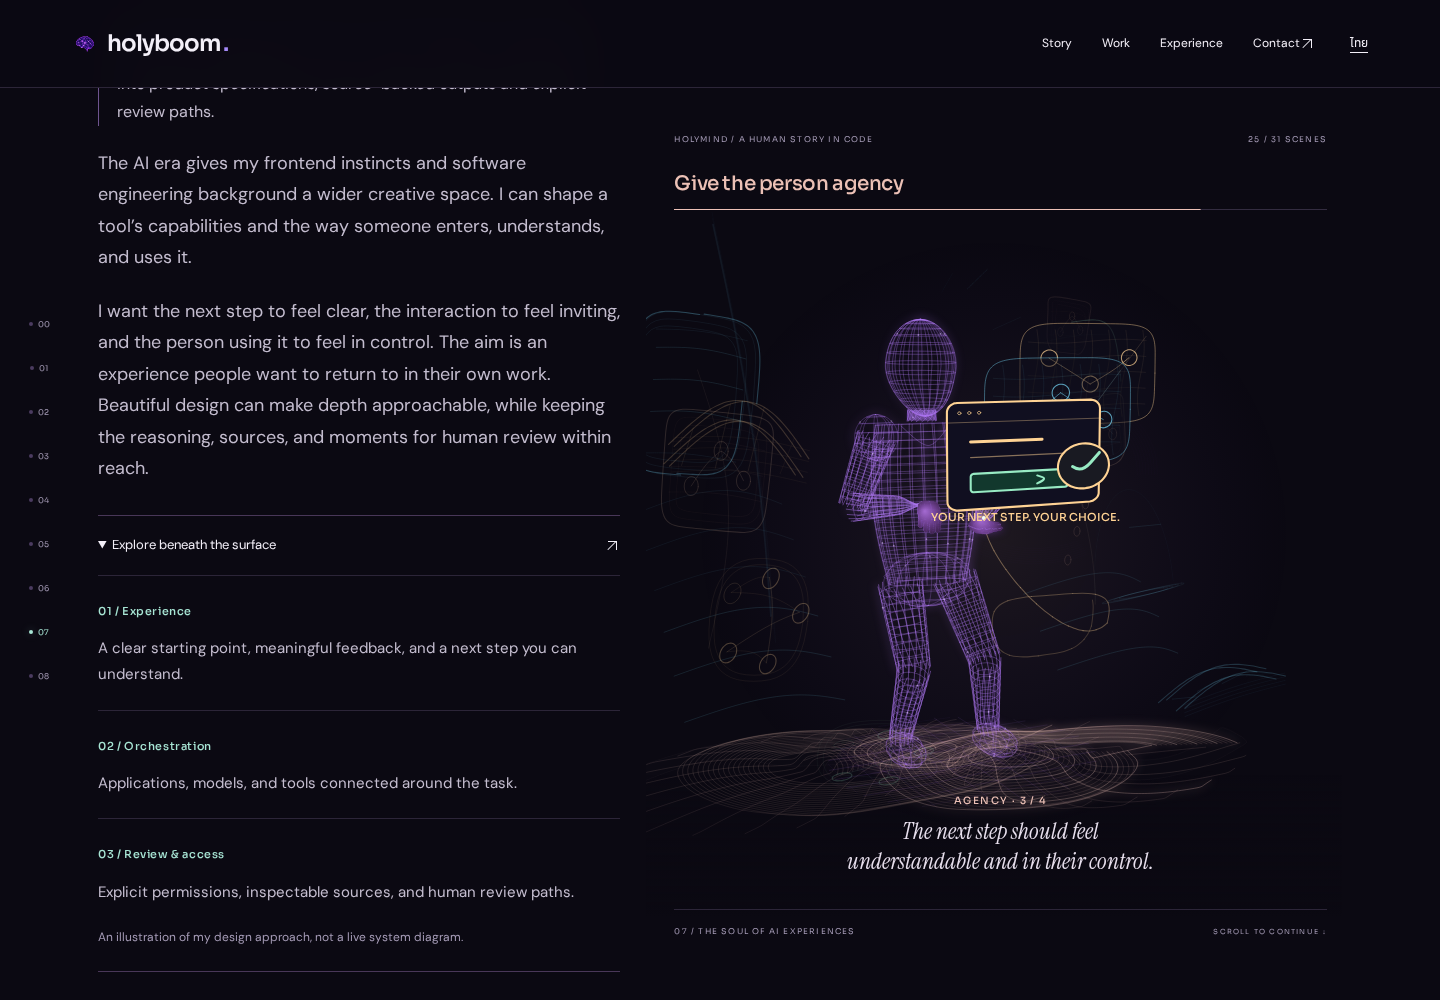 holyboom.
Story
Work
Experience
Contact
ไทย
into product specifications, source-backed outputs and explicit
review paths.
The AI era gives my frontend instincts and software
engineering background a wider creative space. I can shape a
tool’s capabilities and the way someone enters, understands,
and uses it.
I want the next step to feel clear, the interaction to feel inviting,
and the person using it to feel in control. The aim is an
experience people want to return to in their own work.
Beautiful design can make depth approachable, while keeping
the reasoning, sources, and moments for human review within
reach.
Explore beneath the surface
01 / Experience
A clear starting point, meaningful feedback, and a next step you can
understand.
02 / Orchestration
Applications, models, and tools connected around the task.
03 / Review & access
Explicit permissions, inspectable sources, and human review paths.
An illustration of my design approach, not a live system diagram.
00
01
02
03
04
05
06
07
08
HOLYMIND / A HUMAN STORY IN CODE
25 / 31 SCENES
Give the person agency
YOUR NEXT STEP. YOUR CHOICE.
AGENCY · 3 / 4
The next step should feel
understandable and in their control.
07 / THE SOUL OF AI EXPERIENCES
SCROLL TO CONTINUE ↓